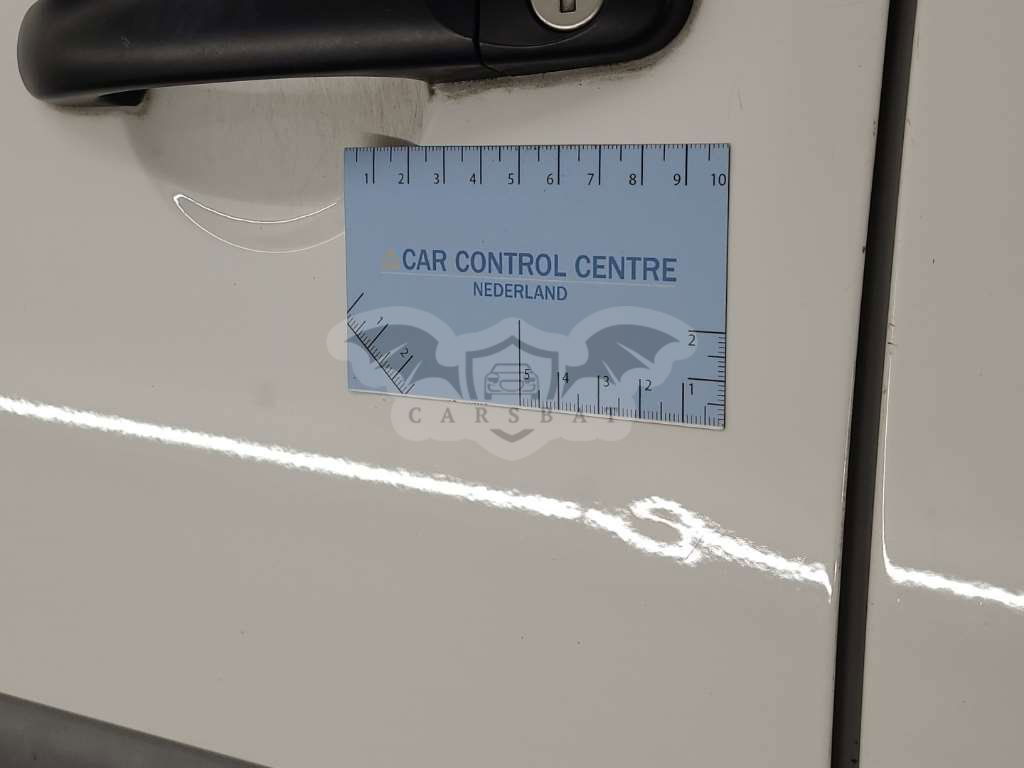 1 2 3 4 5 6 7 8 9 10
CAR CONTROL CENTRE
NEDERLAND
1
2
2
5 4 3 2 1
CARSBAT